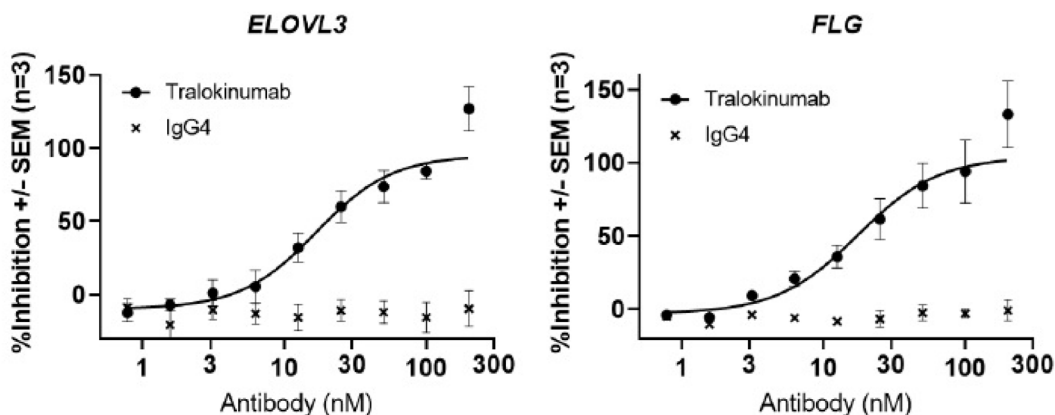 ELOVL3
%Inhibition +/- SEM (n=3)
150
100
50
0
Tralokinumab
IgG4
1 3 10 30 100 300
Antibody (nM)
FLG
%Inhibition +/- SEM (n=3)
150
100
50
0
Tralokinumab
IgG4
1 3 10 30 100 300
Antibody (nM)